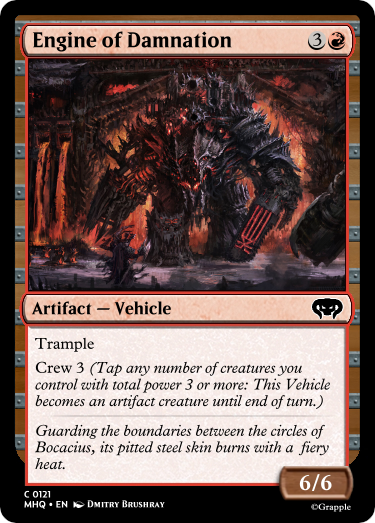 Engine of Damnation 3
Artifact — Vehicle
Trample
Crew 3 (Tap any number of creatures you
control with total power 3 or more: This Vehicle
becomes an artifact creature until end of turn.)
Guarding the boundaries between the circles of
Bocacius, its pitted steel skin burns with a fiery
heat.
6/6
C 0121
MHQ • EN Dmitry Brushray
©Grapple